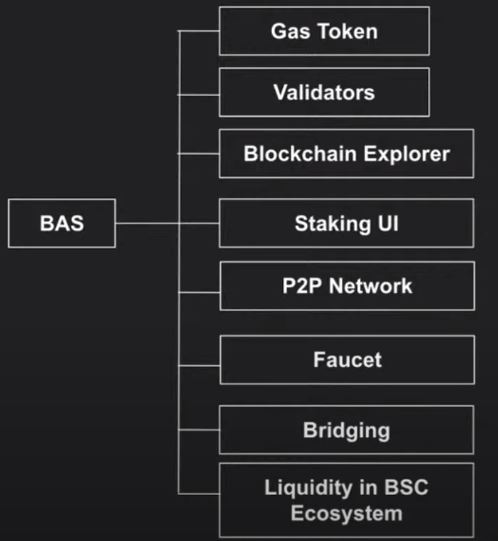 Gas Token
Validators
Blockchain Explorer
BAS
Staking UI
P2P Network
Faucet
Bridging
Liquidity in BSC
Ecosystem